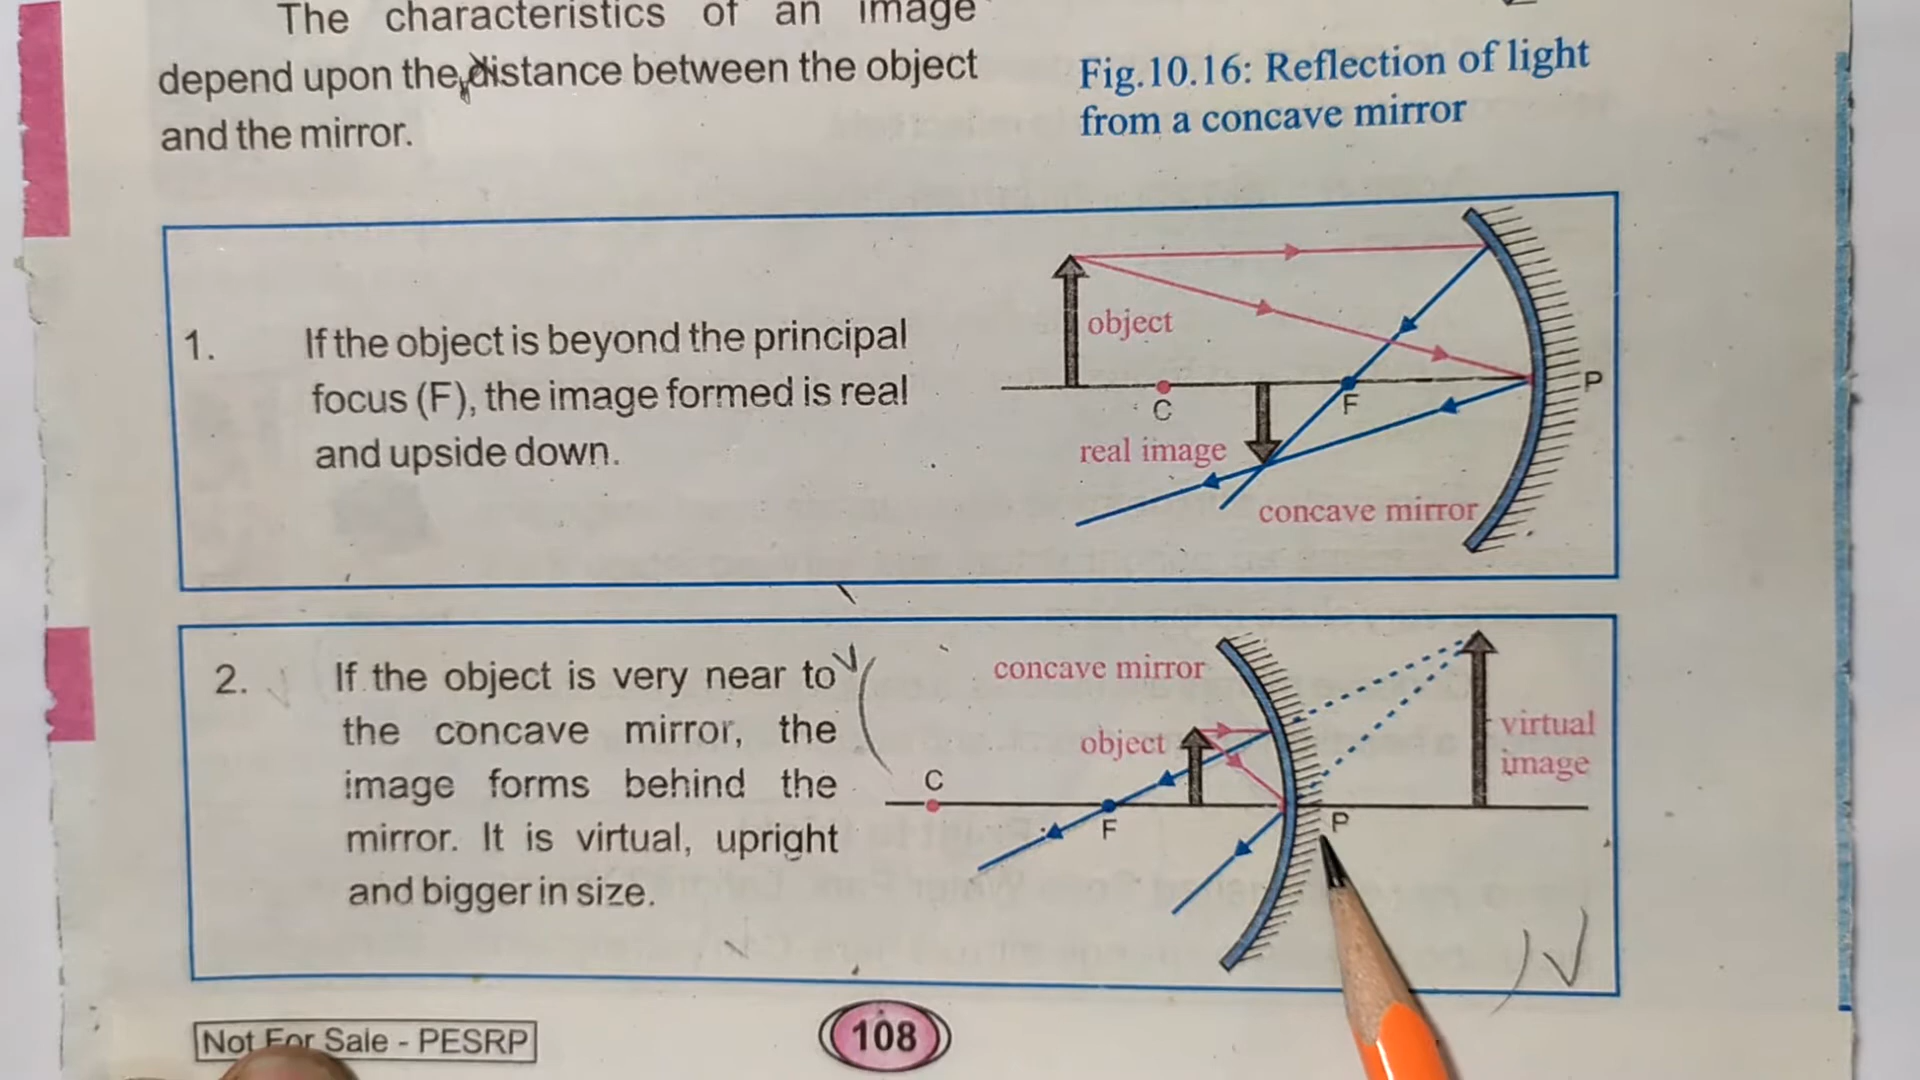 The characteristics of an image
depend upon the distance between the object
and the mirror.
Fig.10.16: Reflection of light
from a concave mirror
1. If the object is beyond the principal
focus (F), the image formed is real
and upside down.
object
C
F
P
real image
concave mirror
2. If the object is very near to
the concave mirror, the
image forms behind the
mirror. It is virtual, upright
and bigger in size.
concave mirror
object
virtual
image
C
F
P
Not For Sale - PESRP
108